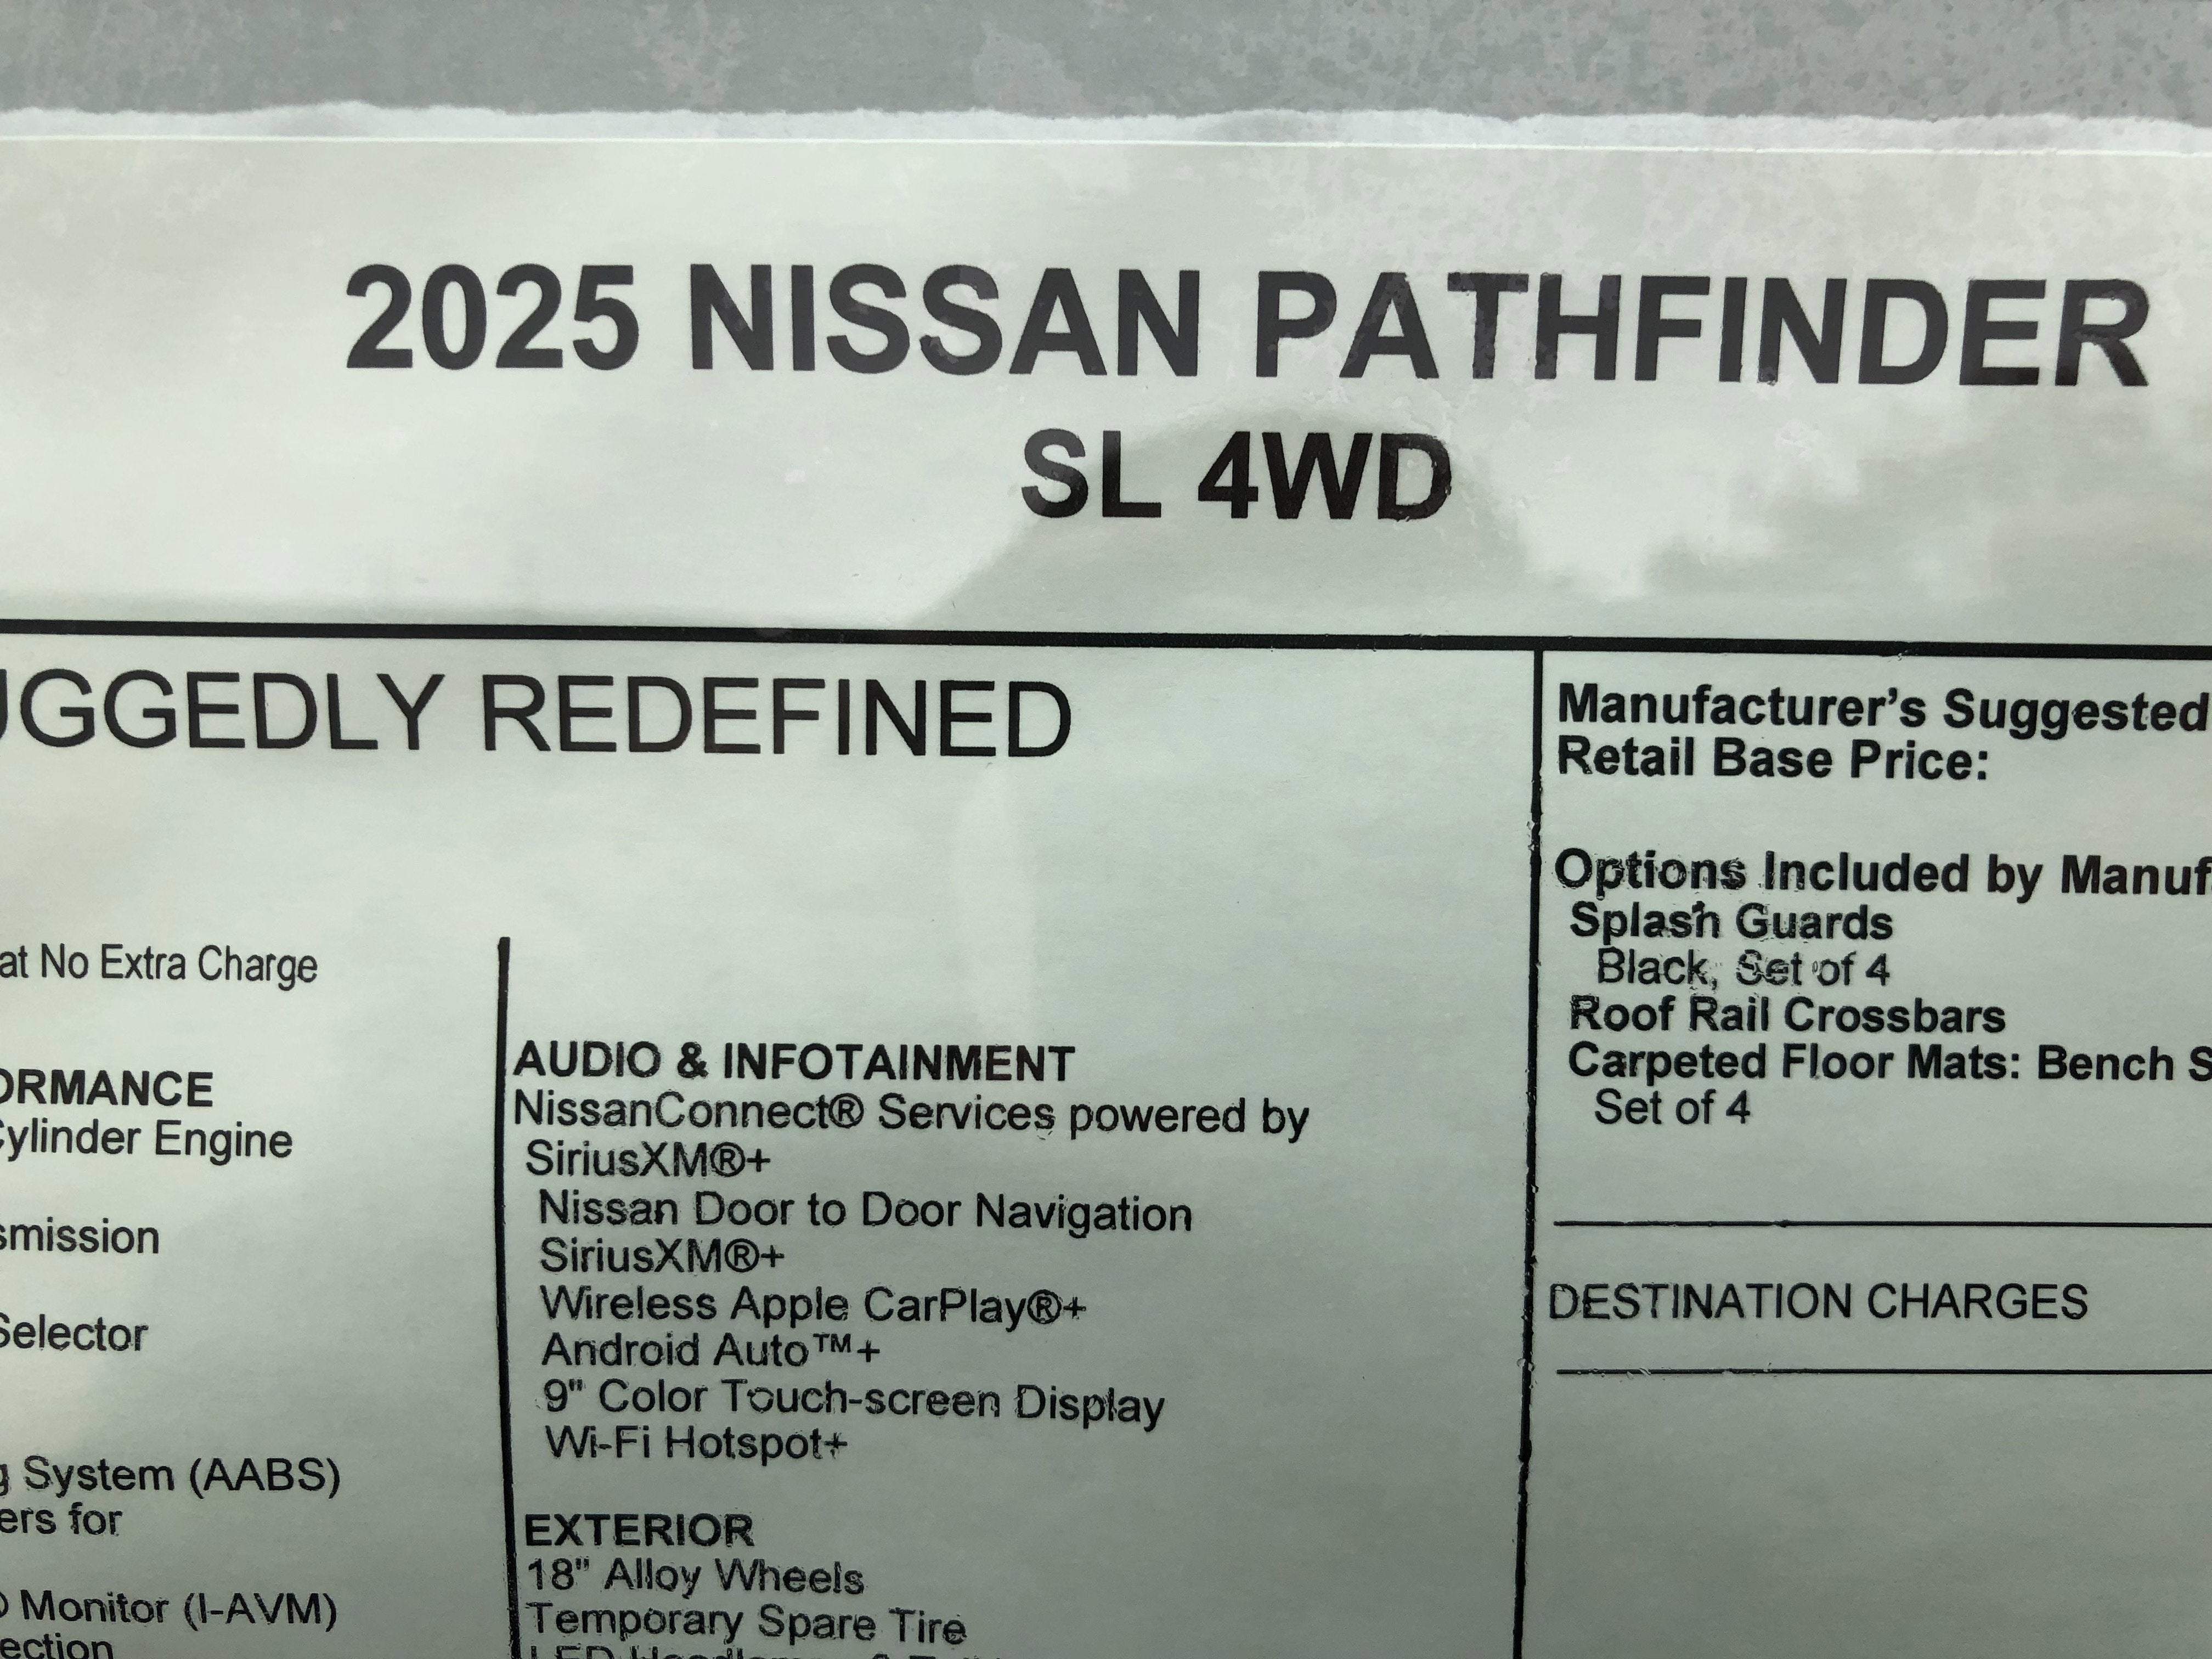 2025 NISSAN PATHFINDER
SL 4WD
UGGEDLY REDEFINED
at No Extra Charge
ORMANCE
Cylinder Engine
smission
Selector
g System (AABS)
ers for
Monitor (I-AVM)
ection
AUDIO & INFOTAINMENT
NissanConnect® Services powered by
SiriusXM®+
Nissan Door to Door Navigation
SiriusXM®+
Wireless Apple CarPlay®+
Android Auto™+
9" Color Touch-screen Display
Wi-Fi Hotspot+
EXTERIOR
18" Alloy Wheels
Temporary Spare Tire
Manufacturer's Suggested
Retail Base Price:
Options Included by Manuf
Splash Guards
Black, Set of 4
Roof Rail Crossbars
Carpeted Floor Mats: Bench S
Set of 4
DESTINATION CHARGES